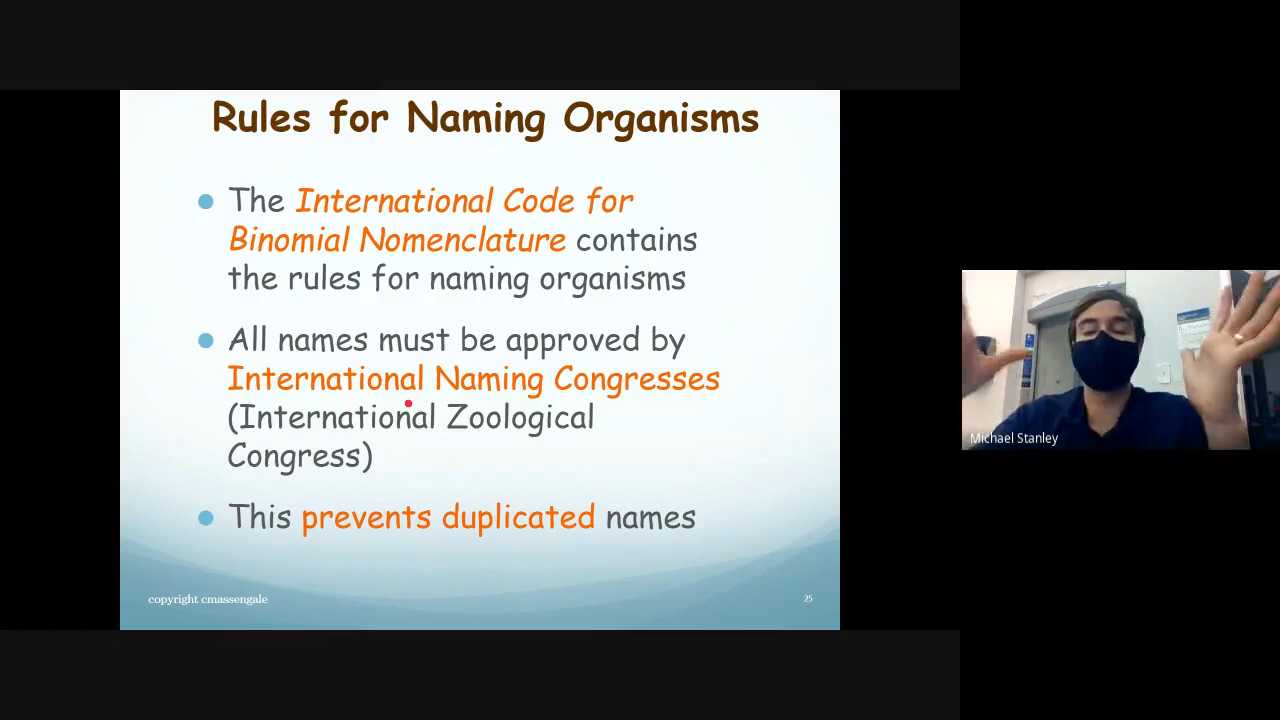 Rules for Naming Organisms
The International Code for
Binomial Nomenclature contains
the rules for naming organisms
All names must be approved by
International Naming Congresses
(International Zoological
Congress)
This prevents duplicated names
copyright cmassengale
25
Michael Stanley